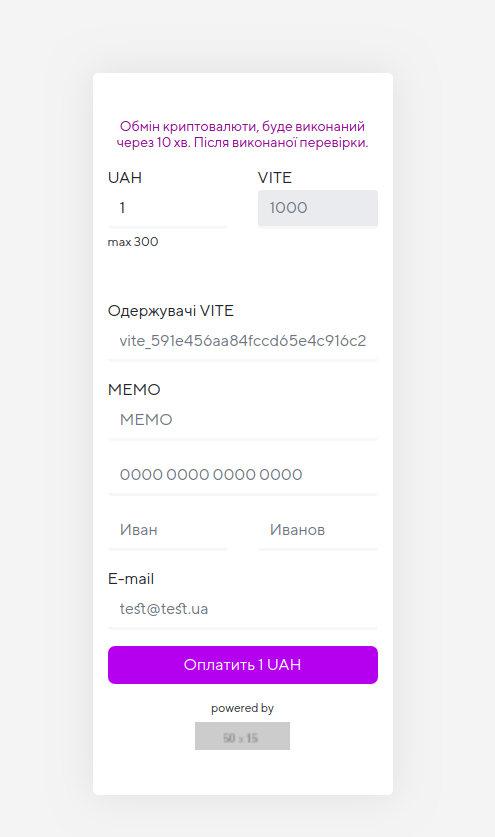 Обмін криптовалюти, буде виконаний
через 10 хв. Після виконаної перевірки.
UAH VITE
1 1000
max 300
Одержувачі VITE
vite_591e456aa84fccd65e4c916c2
MEMO
MEMO
0000 0000 0000 0000
Иван Иванов
E-mail
test@test.ua
Оплатить 1 UAH
powered by
50 x 15